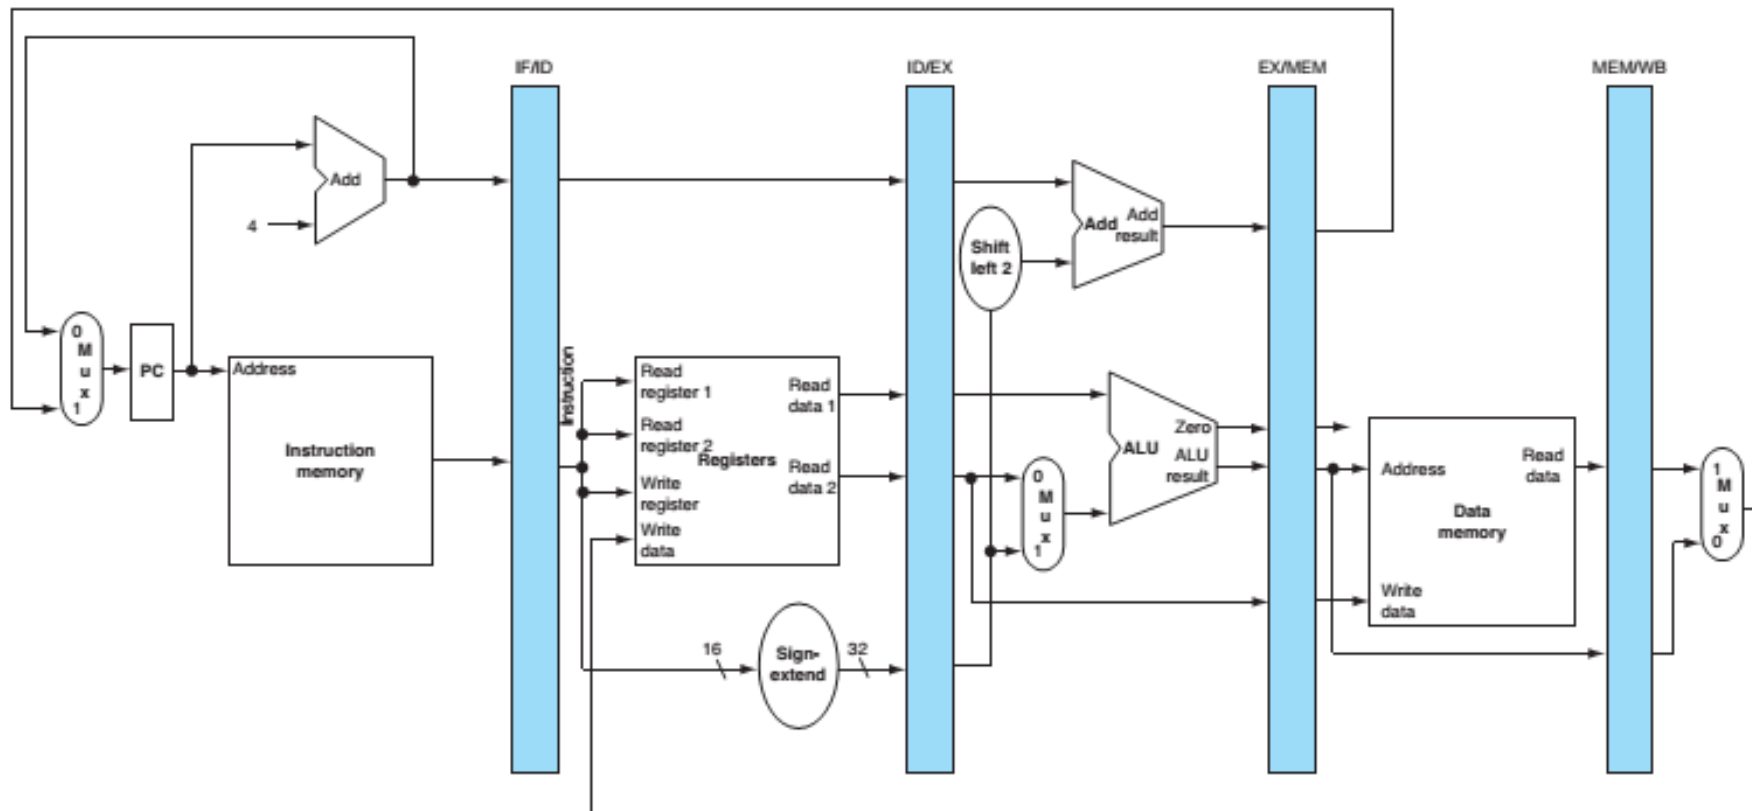 IF/ID
ID/EX
EX/MEM
MEM/WB
Add
4
Shift
left 2
Add
Add
result
0
M
u
x
1
PC
Address
Instruction
memory
Instruction
Read
register 1
Read
register 2
Write
register
Write
data
Registers
Read
data 1
Read
data 2
16
Sign-
extend
32
0
M
u
x
1
ALU
Zero
ALU
result
Address
Read
data
Data
memory
Write
data
1
M
u
x
0